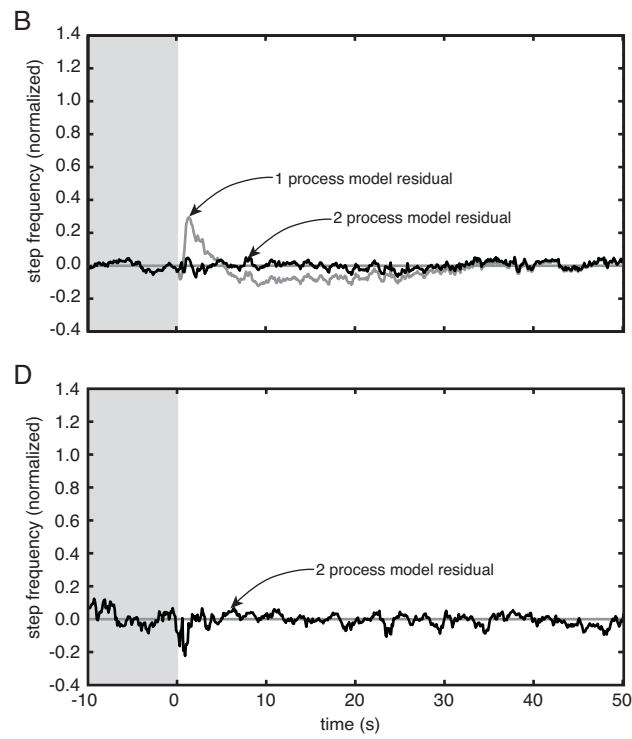 B
1.4
1.2
1.0
0.8
0.6
0.4
0.2
0.0
-0.2
-0.4
step frequency (normalized)
1 process model residual
2 process model residual
D
1.4
1.2
1.0
0.8
0.6
0.4
0.2
0.0
-0.2
-0.4
step frequency (normalized)
2 process model residual
-10 0 10 20 30 40 50
time (s)